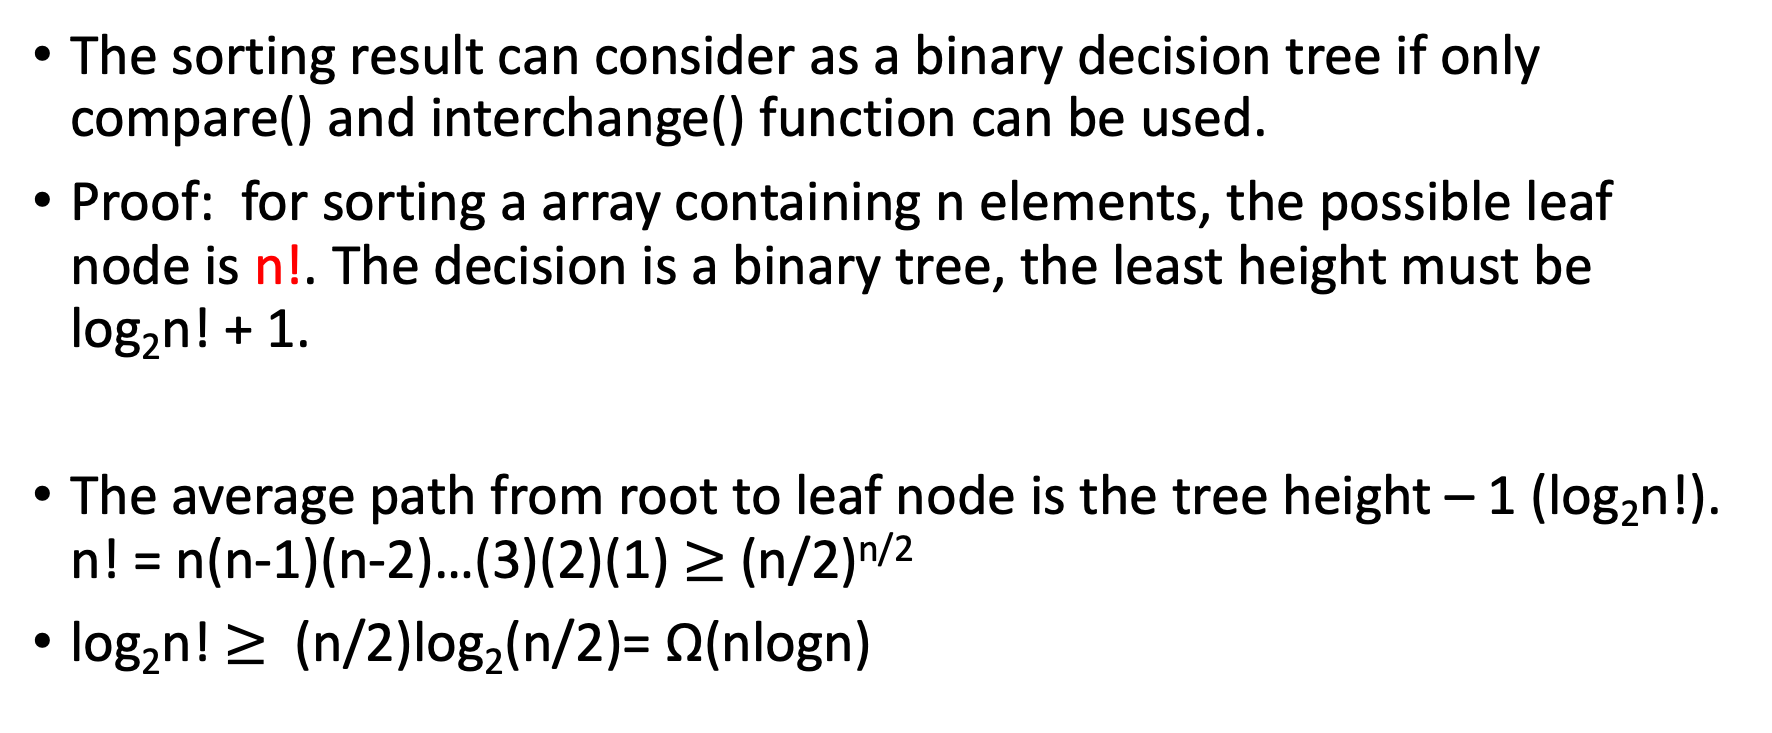 • The sorting result can consider as a binary decision tree if only
compare() and interchange() function can be used.
• Proof:  for sorting a array containing n elements, the possible leaf
node is n!. The decision is a binary tree, the least height must be
log₂n! + 1.
• The average path from root to leaf node is the tree height – 1 (log₂n!).
n! = n(n-1)(n-2)…(3)(2)(1) ≥ (n/2)ⁿ/²
• log₂n! ≥  (n/2)log₂(n/2)= Ω(nlogn)